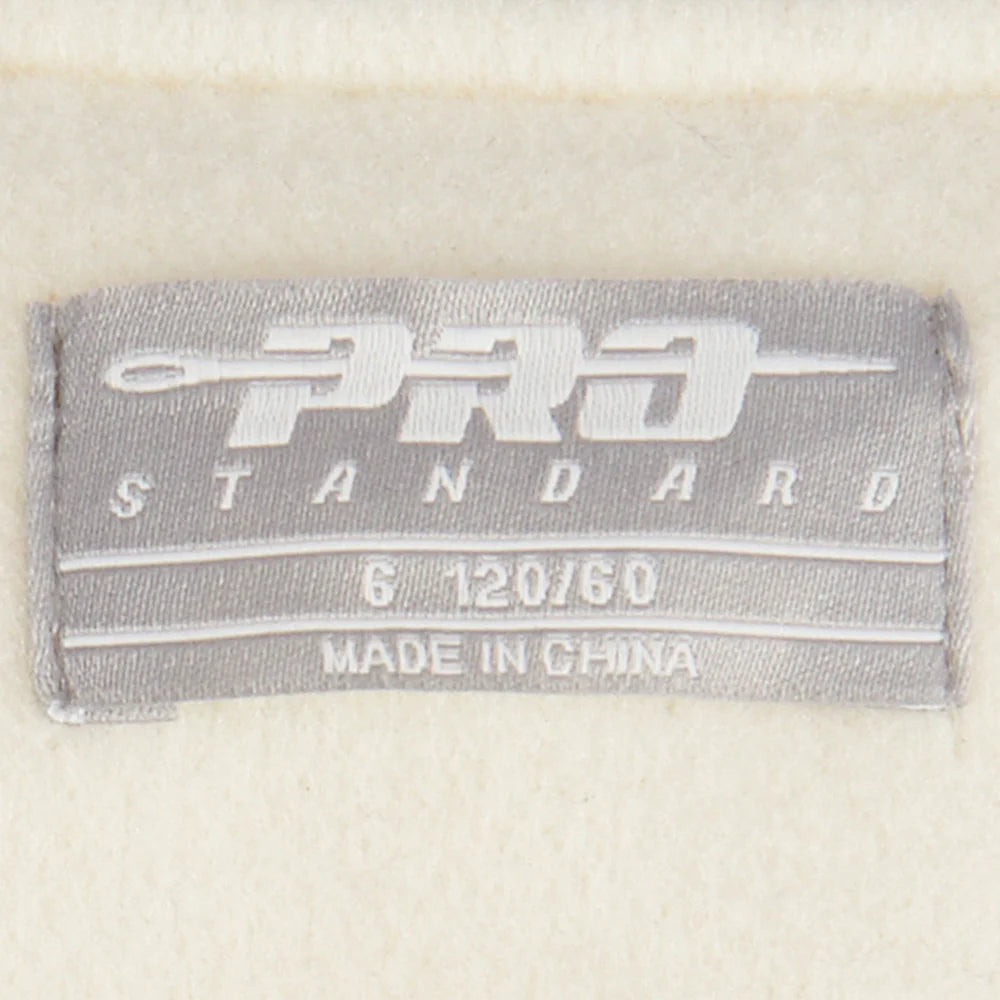 PRO
STANDARD
6 120/60
MADE IN CHINA